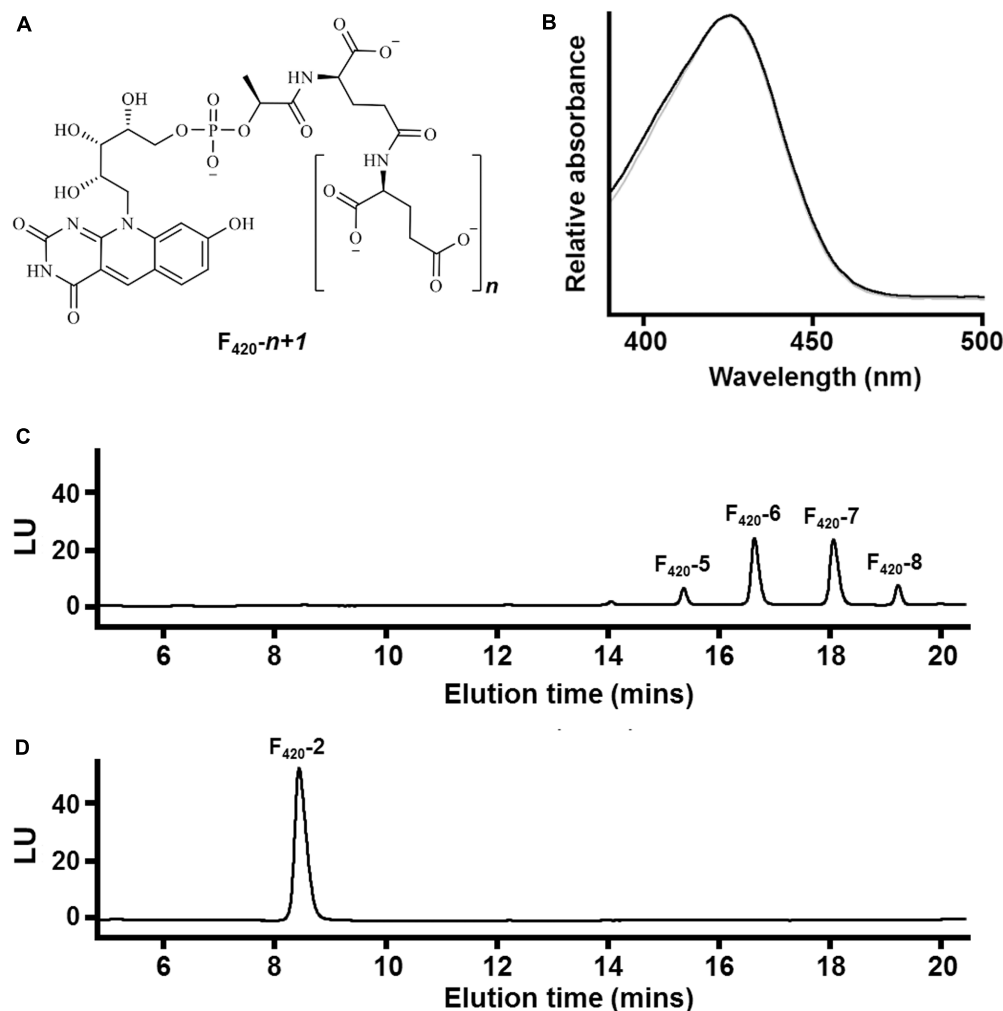 A
B
O
O
−
HN
OH
HO
HO
O
P
O
O
−
O
O
O
HN
O
O
−
O
−
O
n
O
N
N
OH
HN
O
F420-n+1
Relative absorbance
400
450
500
Wavelength (nm)
C
LU
40
20
0
F420-5
F420-6
F420-7
F420-8
6
8
10
12
14
16
18
20
Elution time (mins)
D
LU
40
20
0
F420-2
6
8
10
12
14
16
18
20
Elution time (mins)